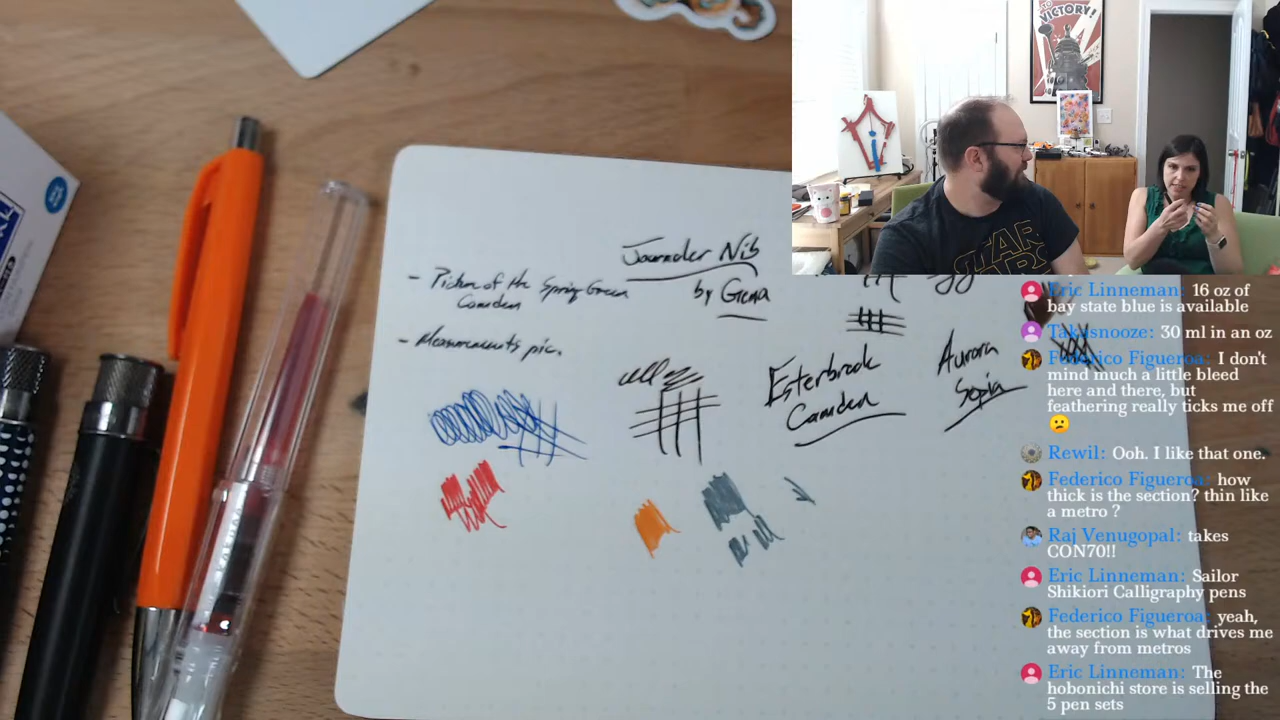 TO VICTORY!
STAR
WARS
Journaler Nib
by Gena
- Picture of the Spring Green
Camden
- Measurements pic.
Esterbrook
Camden
Aurora
Sepia
Eric Linneman: 16 oz of
bay state blue is available
Takasnooze: 30 ml in an oz
Federico Figueroa: I don't
mind much a little bleed
here and there, but
feathering really ticks me off
Rewil: Ooh. I like that one.
Federico Figueroa: how
thick is the section? thin like
a metro ?
Raj Venugopal: takes
CON70!!
Eric Linneman: Sailor
Shikiori Calligraphy pens
Federico Figueroa: yeah,
the section is what drives me
away from metros
Eric Linneman: The
hobonichi store is selling the
5 pen sets